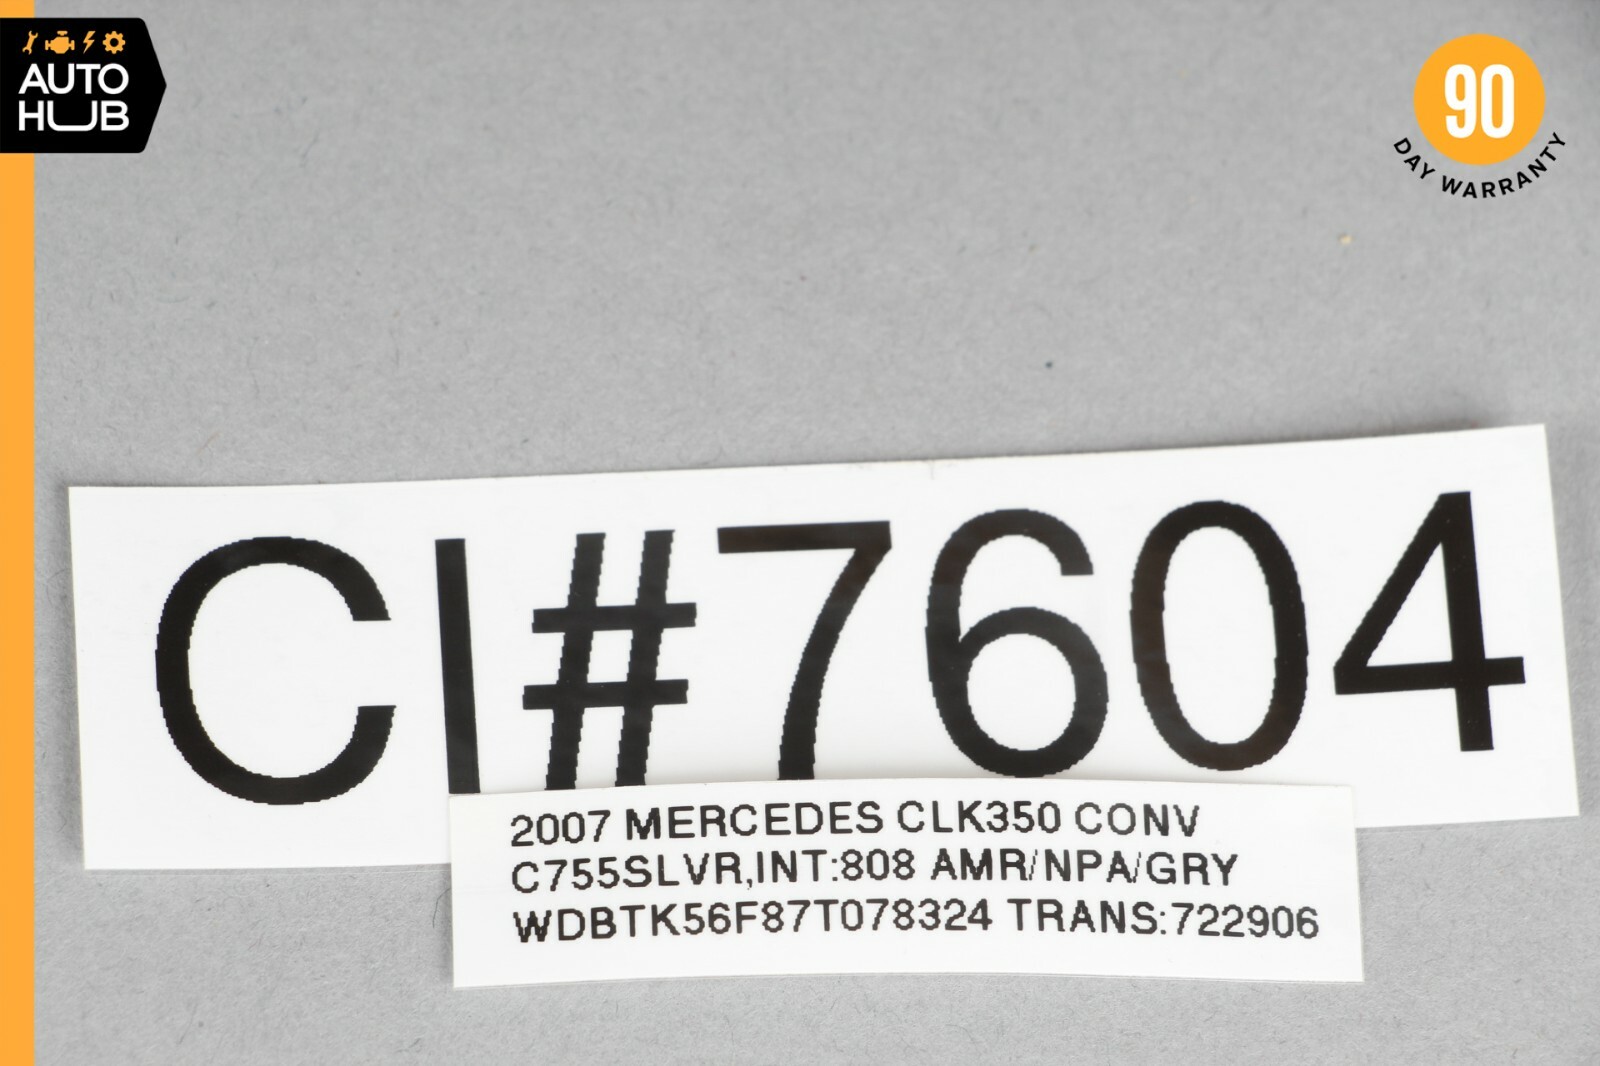 AUTO
HUB
90
DAY WARRANTY
CI#7604
2007 MERCEDES CLK350 CONV
C755SLVR,INT:808 AMR/NPA/GRY
WDBTK56F87T078324 TRANS:722906